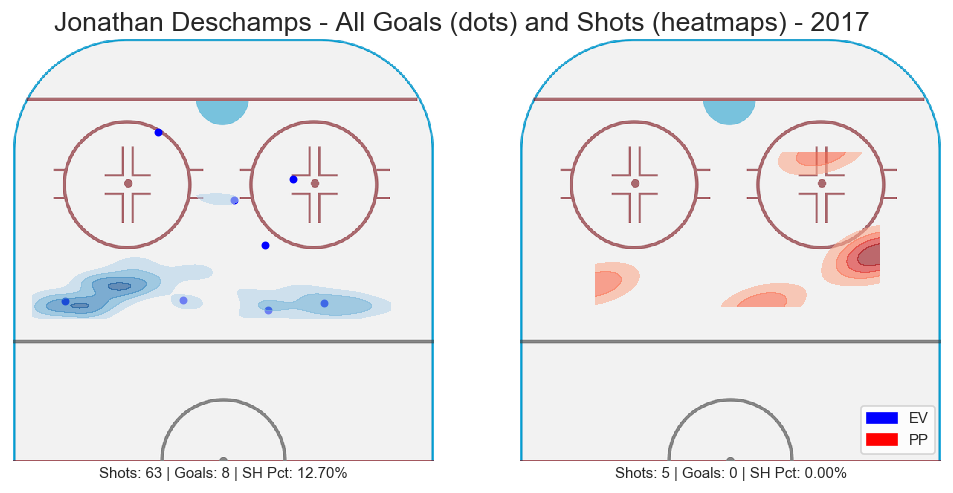 Jonathan Deschamps - All Goals (dots) and Shots (heatmaps) - 2017
EV
PP
Shots: 63 | Goals: 8 | SH Pct: 12.70%
Shots: 5 | Goals: 0 | SH Pct: 0.00%